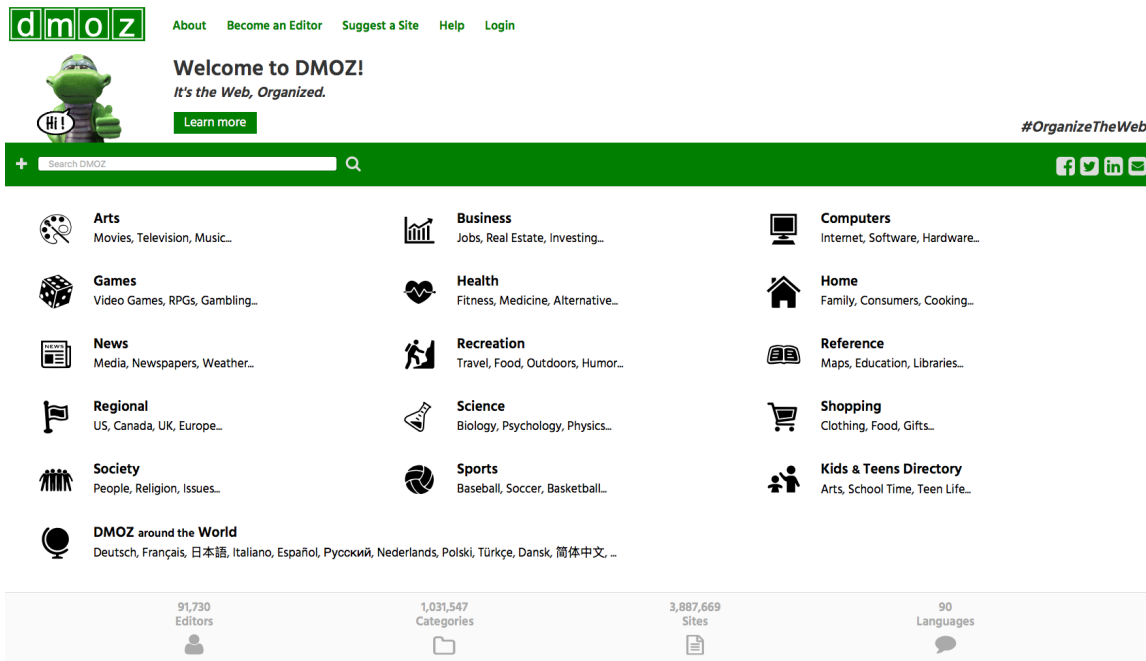 dmoz
About Become an Editor Suggest a Site Help Login
Welcome to DMOZ!
It's the Web, Organized.
Hi!
Learn more
#OrganizeTheWeb
Search DMOZ
Arts
Movies, Television, Music...
Business
Jobs, Real Estate, Investing...
Computers
Internet, Software, Hardware...
Games
Video Games, RPGs, Gambling...
Health
Fitness, Medicine, Alternative...
Home
Family, Consumers, Cooking...
NEWS
News
Media, Newspapers, Weather...
Recreation
Travel, Food, Outdoors, Humor...
Reference
Maps, Education, Libraries...
Regional
US, Canada, UK, Europe...
Science
Biology, Psychology, Physics...
Shopping
Clothing, Food, Gifts...
Society
People, Religion, Issues...
Sports
Baseball, Soccer, Basketball...
Kids & Teens Directory
Arts, School Time, Teen Life...
DMOZ around the World
Deutsch, Français, 日本語, Italiano, Español, Русский, Nederlands, Polski, Türkçe, Dansk, 简体中文, ...
91,730
Editors
1,031,547
Categories
3,887,669
Sites
90
Languages